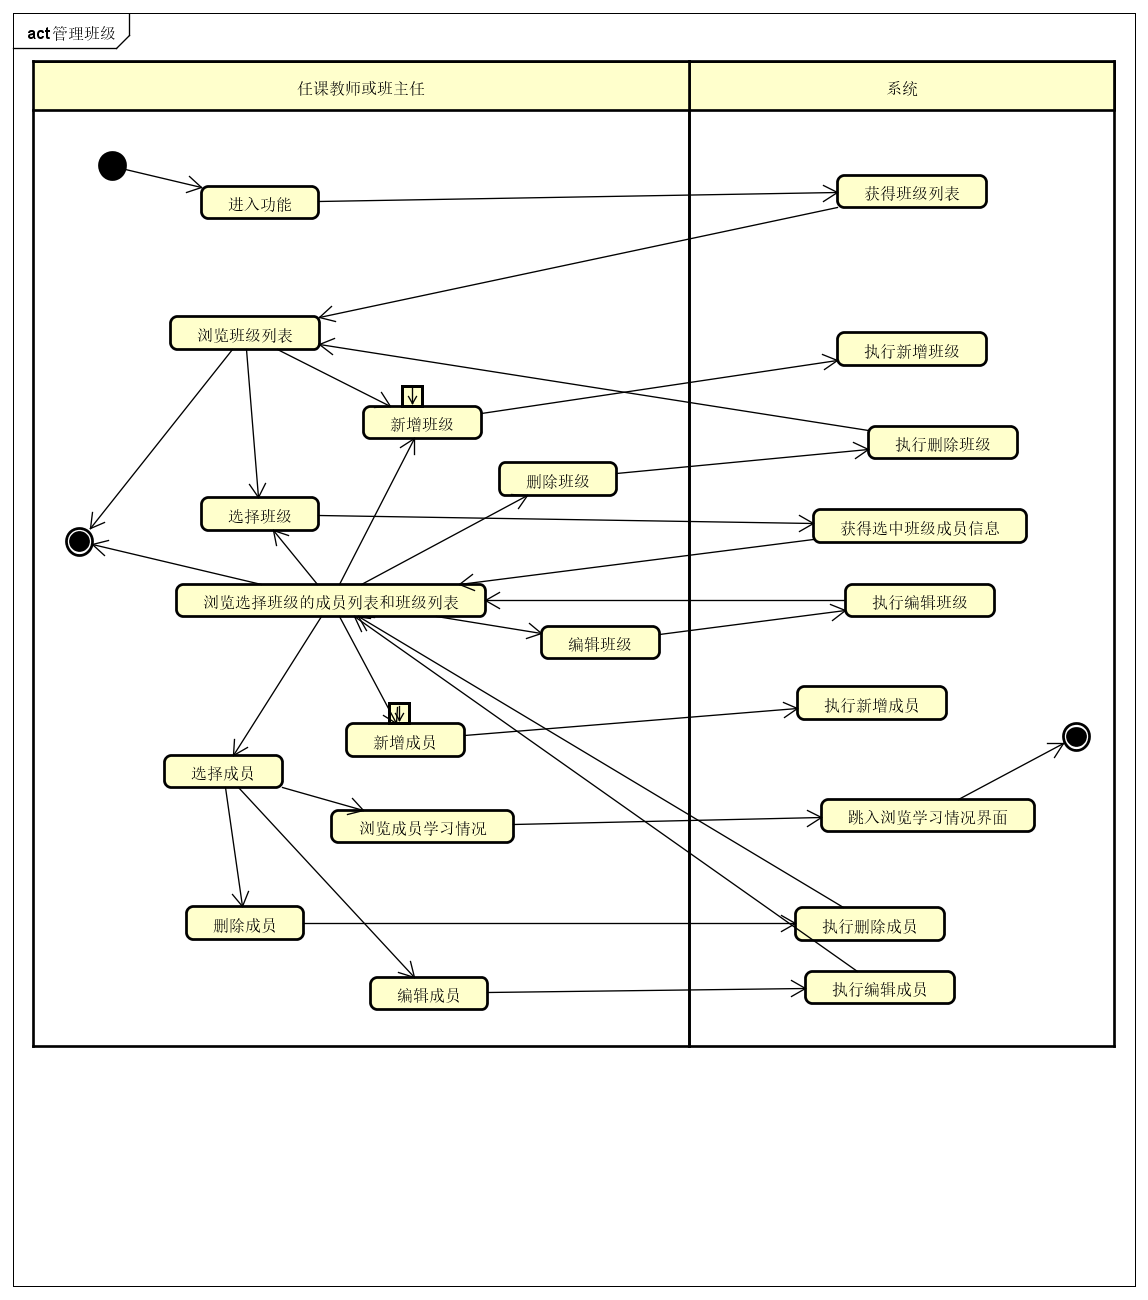 act 管理班级
任课教师或班主任
系统
进入功能
获得班级列表
浏览班级列表
执行新增班级
新增班级
执行删除班级
删除班级
选择班级
获得选中班级成员信息
浏览选择班级的成员列表和班级列表
执行编辑班级
编辑班级
执行新增成员
新增成员
选择成员
浏览成员学习情况
跳入浏览学习情况界面
删除成员
执行删除成员
编辑成员
执行编辑成员